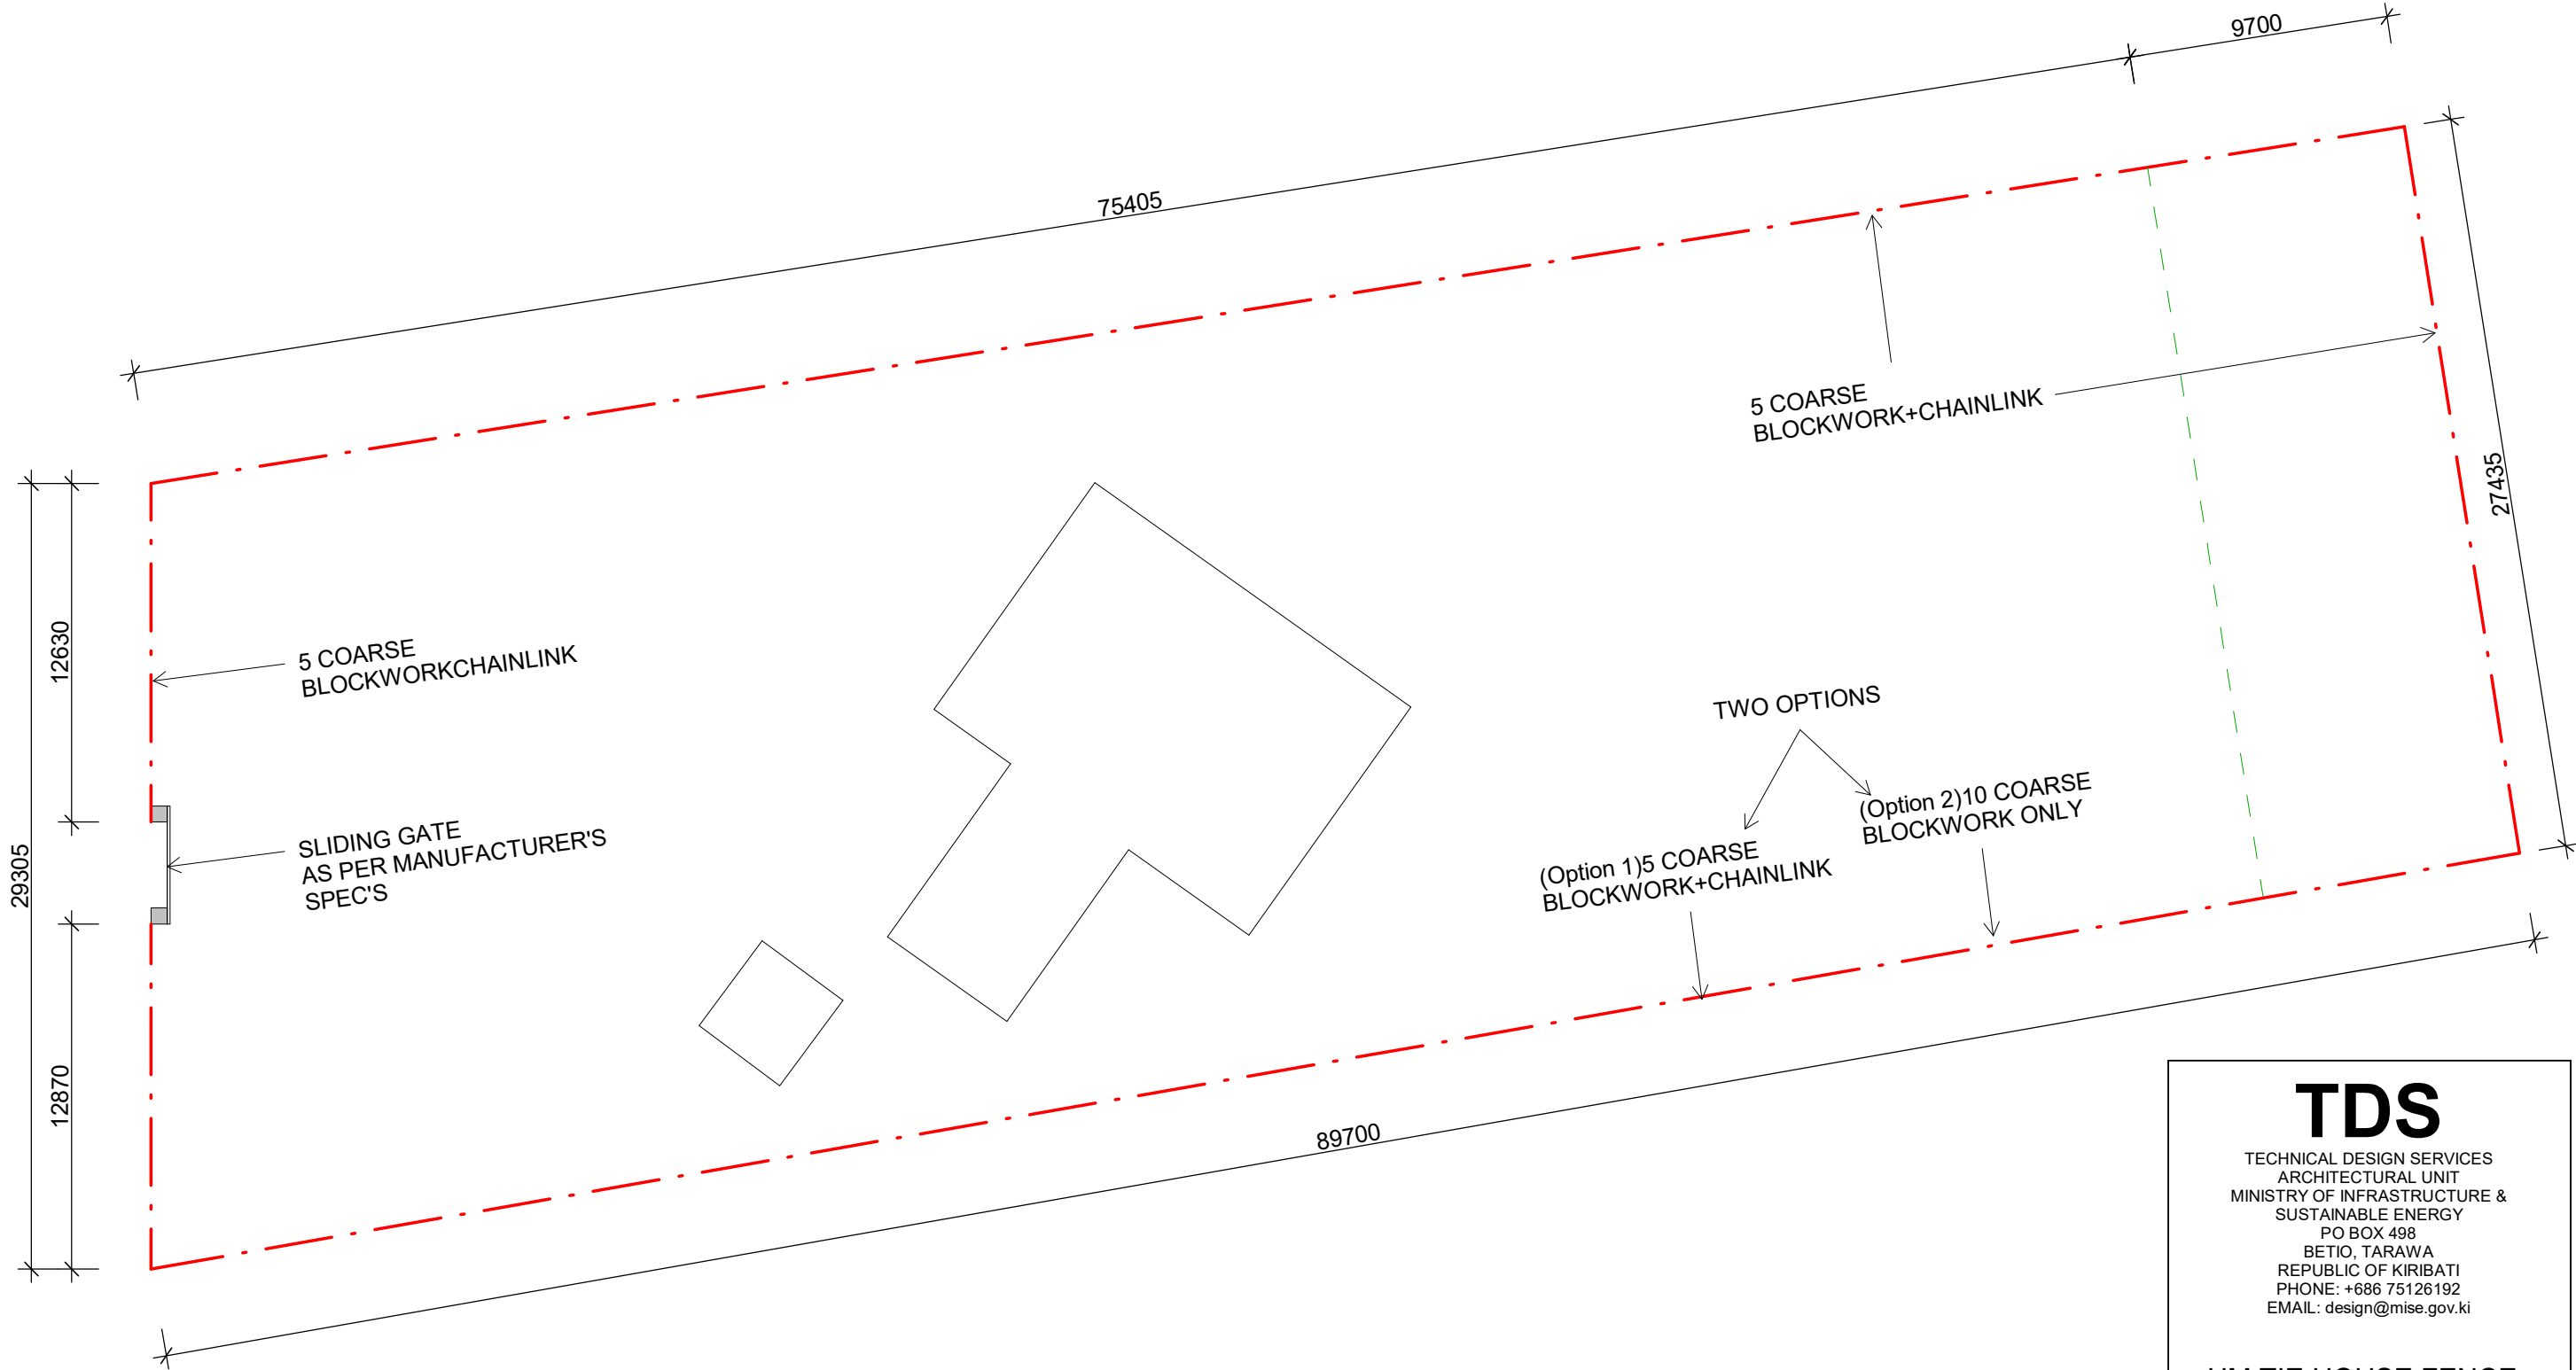 9700
75405
5 COARSE
BLOCKWORK+CHAINLINK
27435
12630
29305
12870
5 COARSE
BLOCKWORKCHAINLINK
SLIDING GATE
AS PER MANUFACTURER'S
SPEC'S
TWO OPTIONS
(Option 1)5 COARSE
BLOCKWORK+CHAINLINK
(Option 2)10 COARSE
BLOCKWORK ONLY
89700
TDS
TECHNICAL DESIGN SERVICES
ARCHITECTURAL UNIT
MINISTRY OF INFRASTRUCTURE &
SUSTAINABLE ENERGY
PO BOX 498
BETIO, TARAWA
REPUBLIC OF KIRIBATI
PHONE: +686 75126192
EMAIL: design@mise.gov.ki
HOUSE FENCE